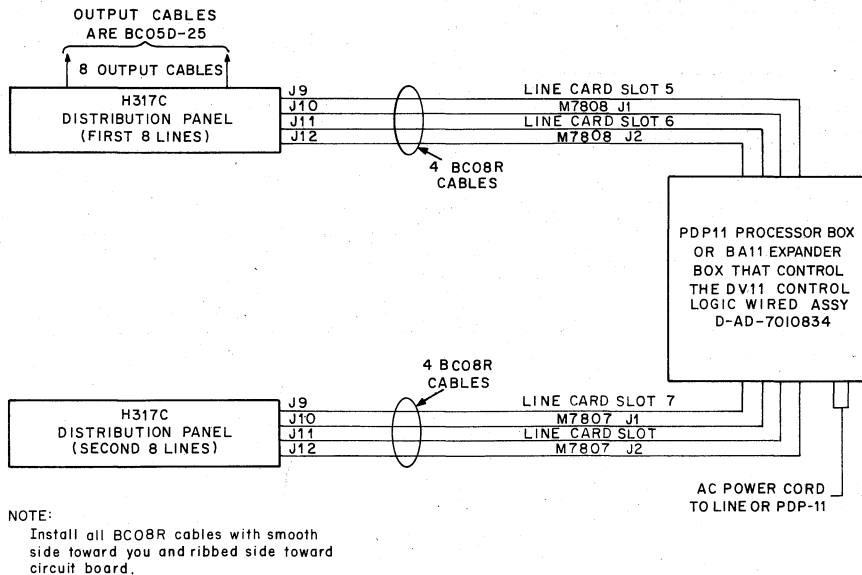 OUTPUT CABLES
ARE BC05D-25
8 OUTPUT CABLES
H317C
DISTRIBUTION PANEL
(FIRST 8 LINES)
J9
J10
J11
J12
LINE CARD SLOT 5
M7808 J1
LINE CARD SLOT 6
M7808 J2
4 BC08R
CABLES
PDP11 PROCESSOR BOX
OR BA11 EXPANDER
BOX THAT CONTROL
THE DV11 CONTROL
LOGIC WIRED ASSY
D-AD-7010834
4 BC08R
CABLES
H317C
DISTRIBUTION PANEL
(SECOND 8 LINES)
J9
J10
J11
J12
LINE CARD SLOT 7
M7807 J1
LINE CARD SLOT
M7807 J2
AC POWER CORD
TO LINE OR PDP-11
NOTE:
Install all BC08R cables with smooth
side toward you and ribbed side toward
circuit board.